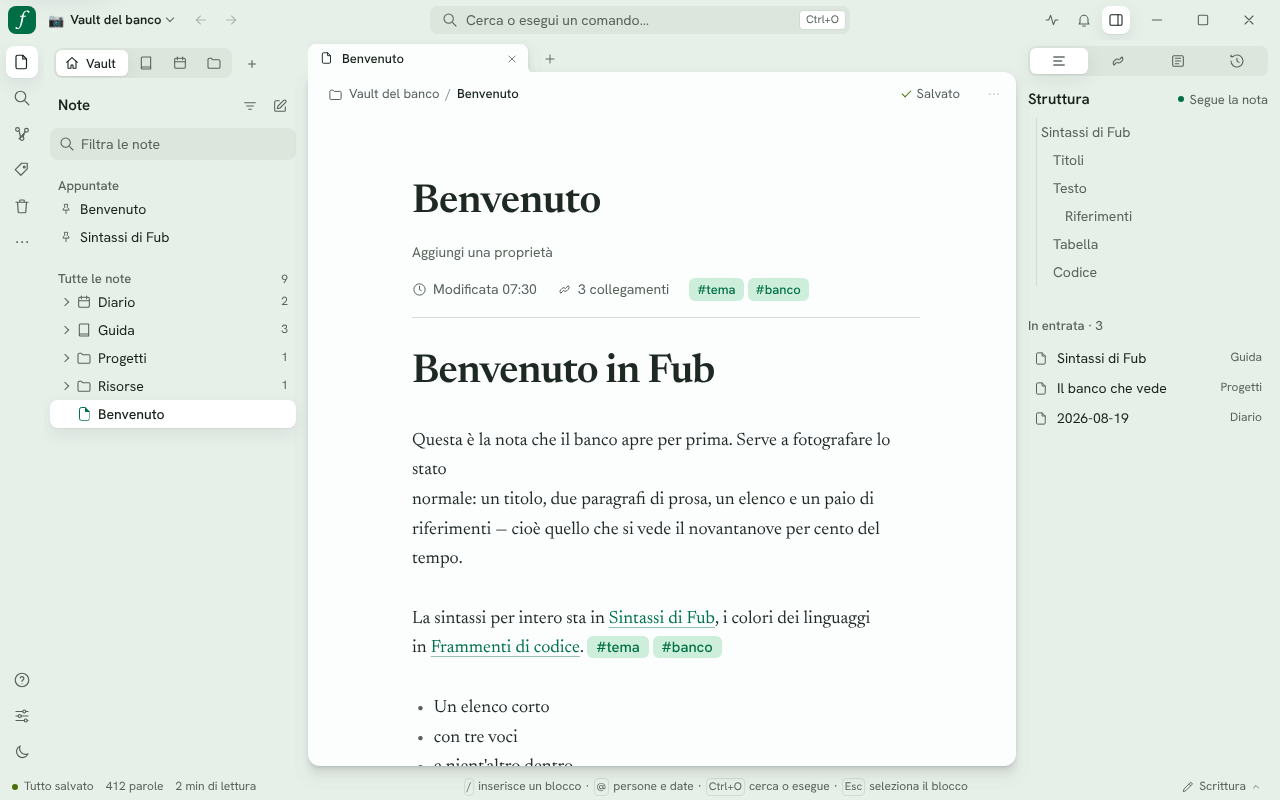 f Vault del banco
Cerca o esegui un comando...
Ctrl+O
Vault
Note
Filtra le note
Appuntate
Benvenuto
Sintassi di Fub
Tutte le note 9
Diario 2
Guida 3
Progetti 1
Risorse 1
Benvenuto
Benvenuto
Vault del banco / Benvenuto
Salvato
Benvenuto
Aggiungi una proprietà
Modificata 07:30 3 collegamenti #tema #banco
Benvenuto in Fub
Questa è la nota che il banco apre per prima. Serve a fotografare lo
stato
normale: un titolo, due paragrafi di prosa, un elenco e un paio di
riferimenti — cioè quello che si vede il novantanove per cento del
tempo.
La sintassi per intero sta in Sintassi di Fub, i colori dei linguaggi
in Frammenti di codice. #tema #banco
• Un elenco corto
• con tre voci
• e nient'altro dentro
Struttura
Segue la nota
Sintassi di Fub
Titoli
Testo
Riferimenti
Tabella
Codice
In entrata · 3
Sintassi di Fub Guida
Il banco che vede Progetti
2026-08-19 Diario
Tutto salvato 412 parole 2 min di lettura
/ inserisce un blocco · @ persone e date · Ctrl+O cerca o esegue · Esc seleziona il blocco
Scrittura